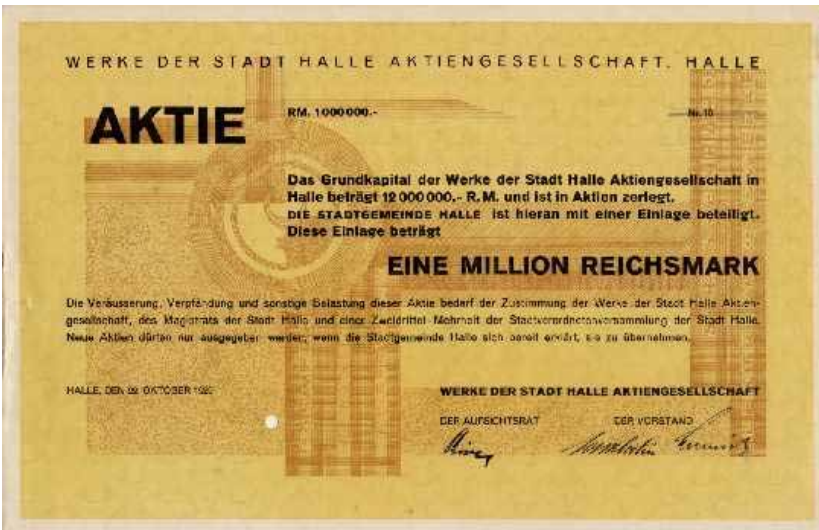 WERKE DER STADT HALLE AKTIENGESELLSCHAFT, HALLE
AKTIE
RM. 1000000.-
Nr. 10
Das Grundkapital der Werke der Stadt Halle Aktiengesellschaft in
Halle beträgt 12000000.- R.M. und ist in Aktien zerlegt.
DIE STADTGEMEINDE HALLE ist hieran mit einer Einlage beteiligt.
Diese Einlage beträgt
EINE MILLION REICHSMARK
Die Veräusserung, Verpfändung und sonstige Belastung dieser Aktie bedarf der Zustimmung der Werke der Stadt Halle Aktien-
gesellschaft, des Magistrats der Stadt Halle und einer Zweidrittel-Mehrheit der Stadtverordnetenversammlung der Stadt Halle.
Neue Aktien dürfen nur ausgegeben werden, wenn die Stadtgemeinde Halle sich bereit erklärt, sie zu übernehmen.
HALLE, DEN OKTOBER
WERKE DER STADT HALLE AKTIENGESELLSCHAFT
DER AUFSICHTSRAT
DER VORSTAND